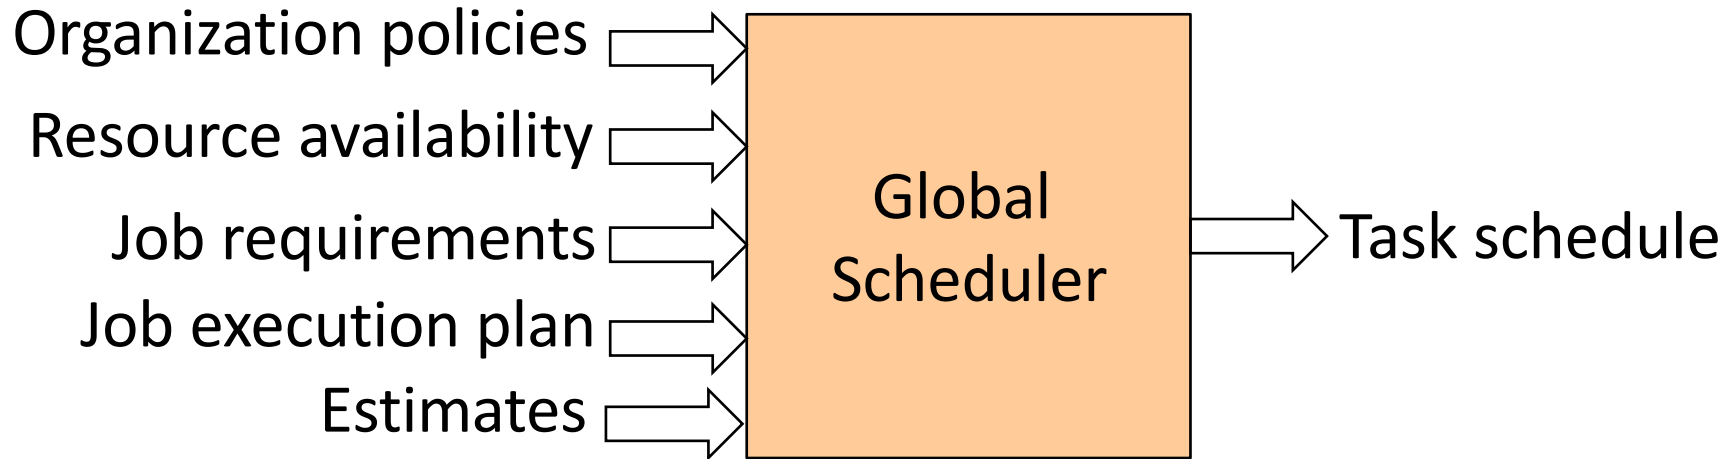 Organization policies
Resource availability
Job requirements
Job execution plan
Estimates
Global
Scheduler
Task schedule